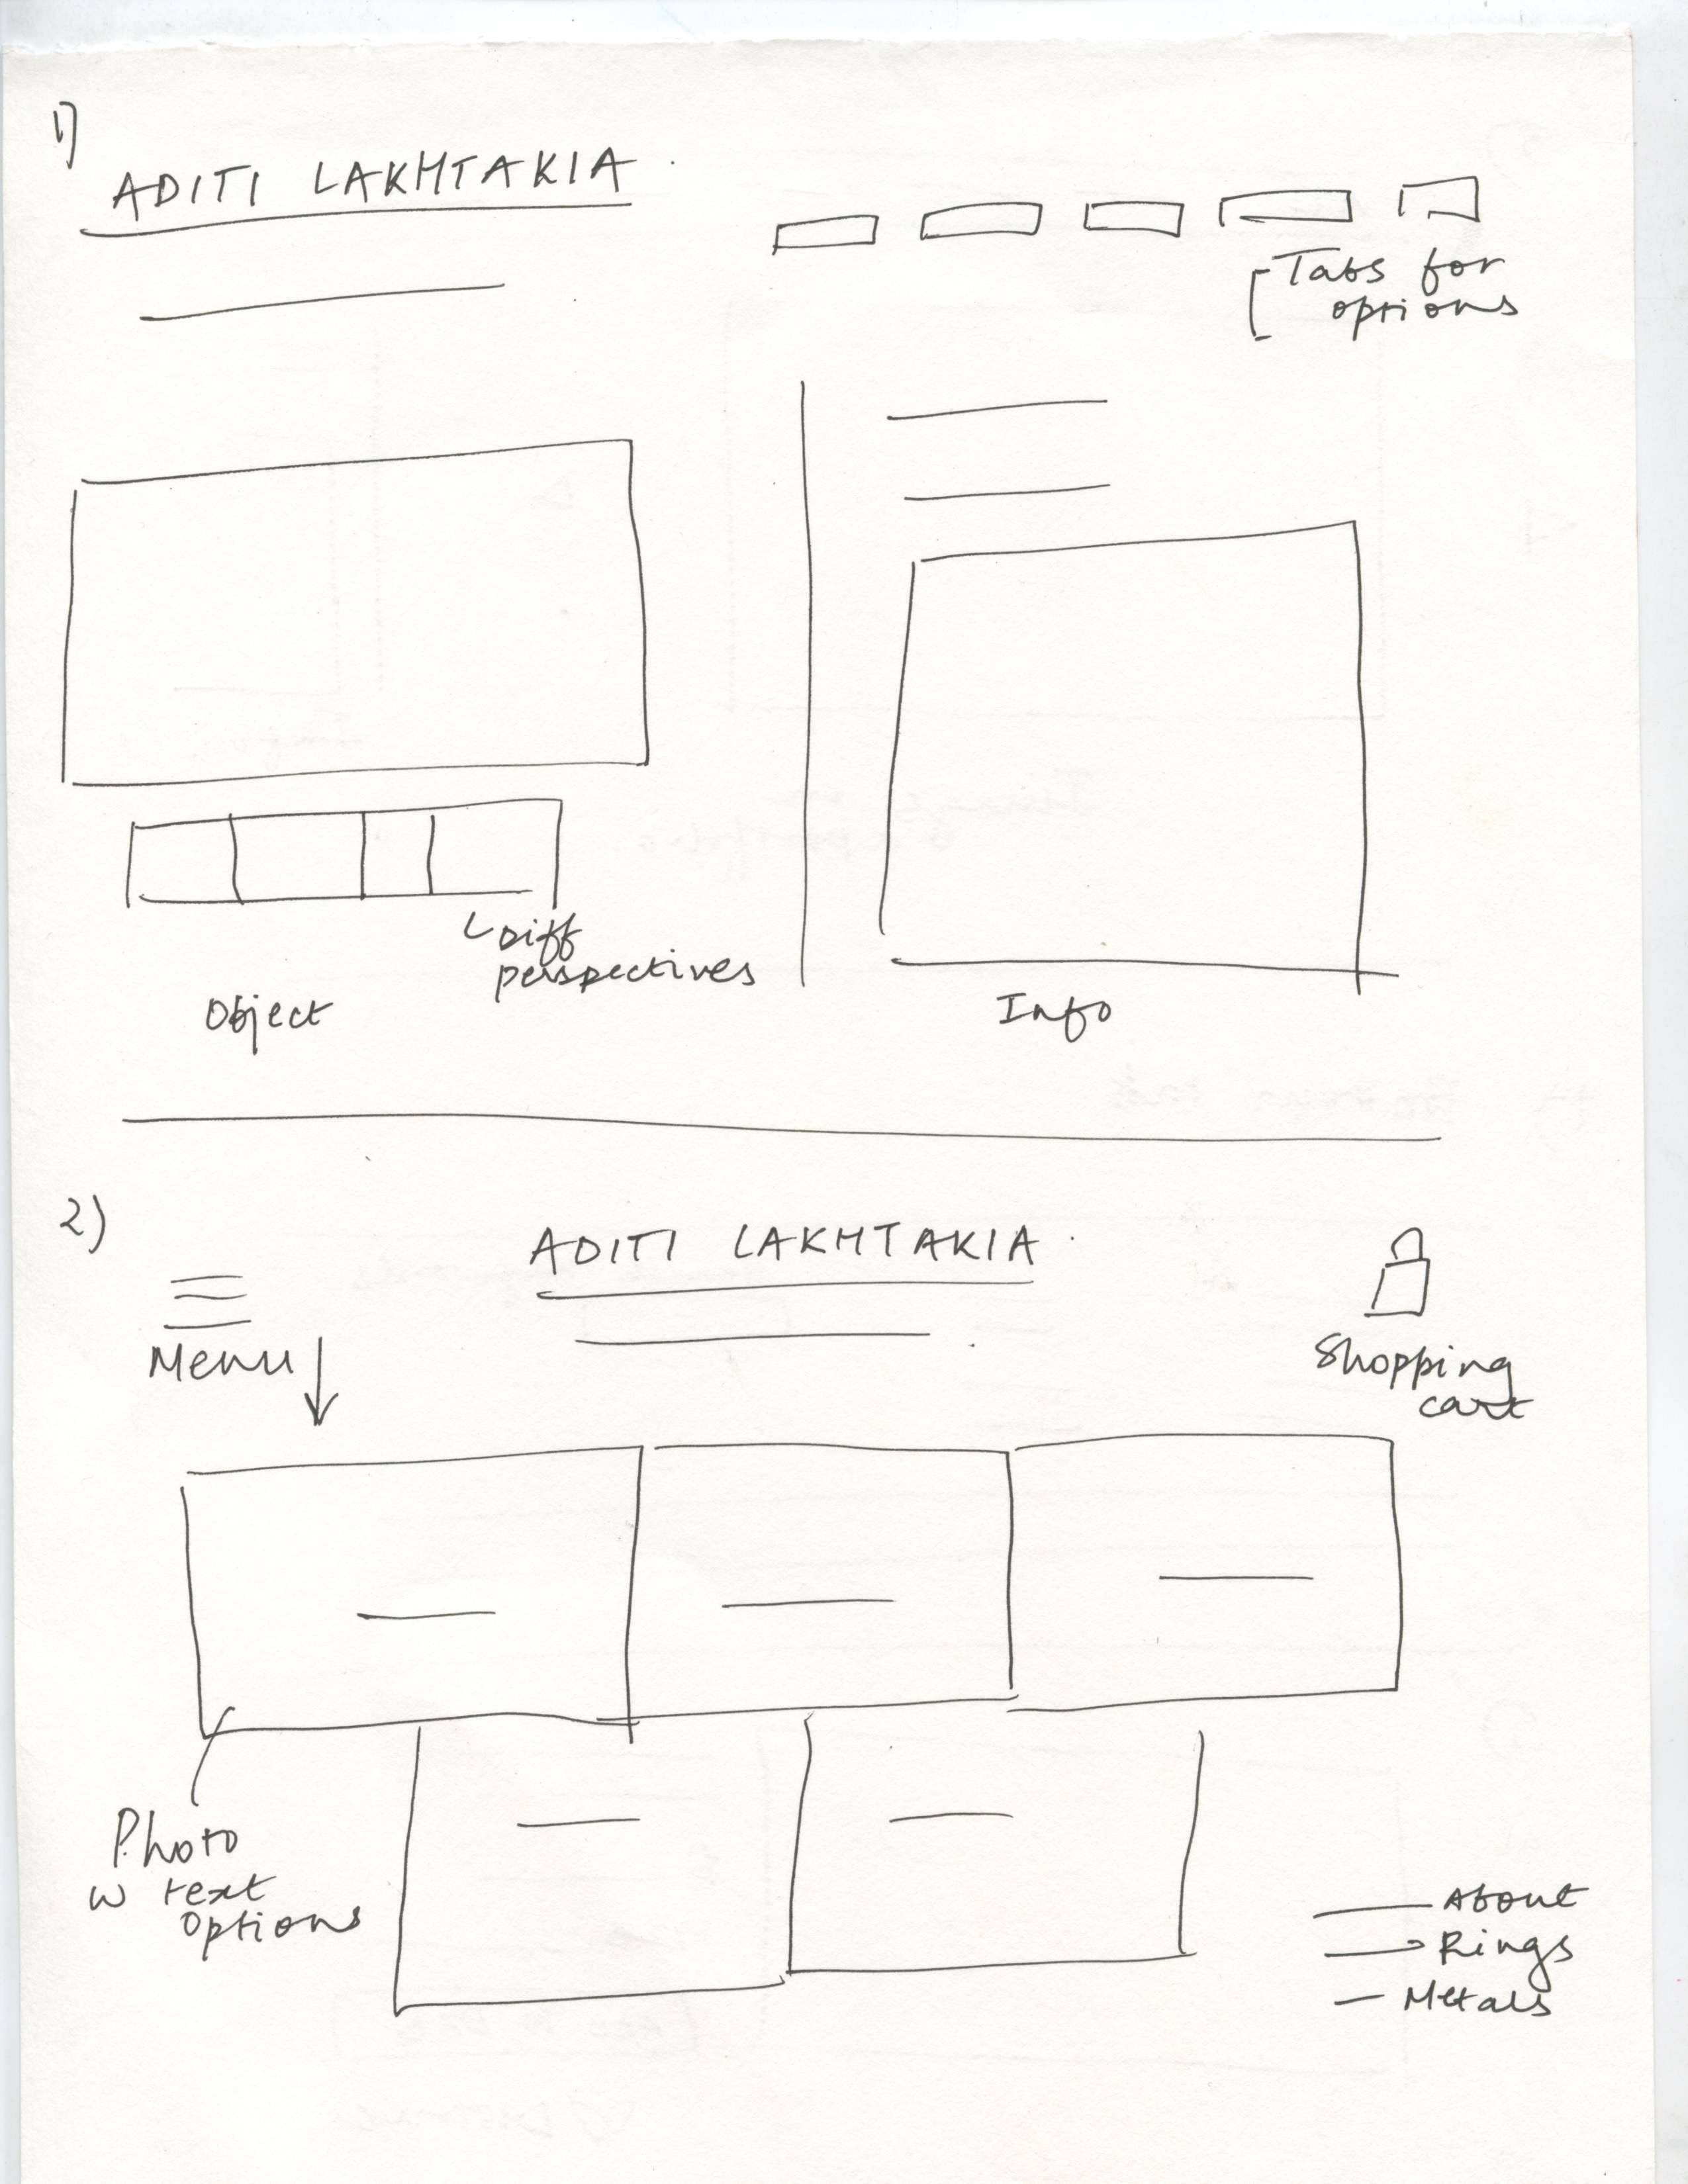 1)
ADITI LAKHTAKIA
Tabs for
options
Diff
perspectives
Object
Info
2)
ADITI LAKHTAKIA
Menu
Shopping
cart
Photo
w text
options
About
Rings
Metals